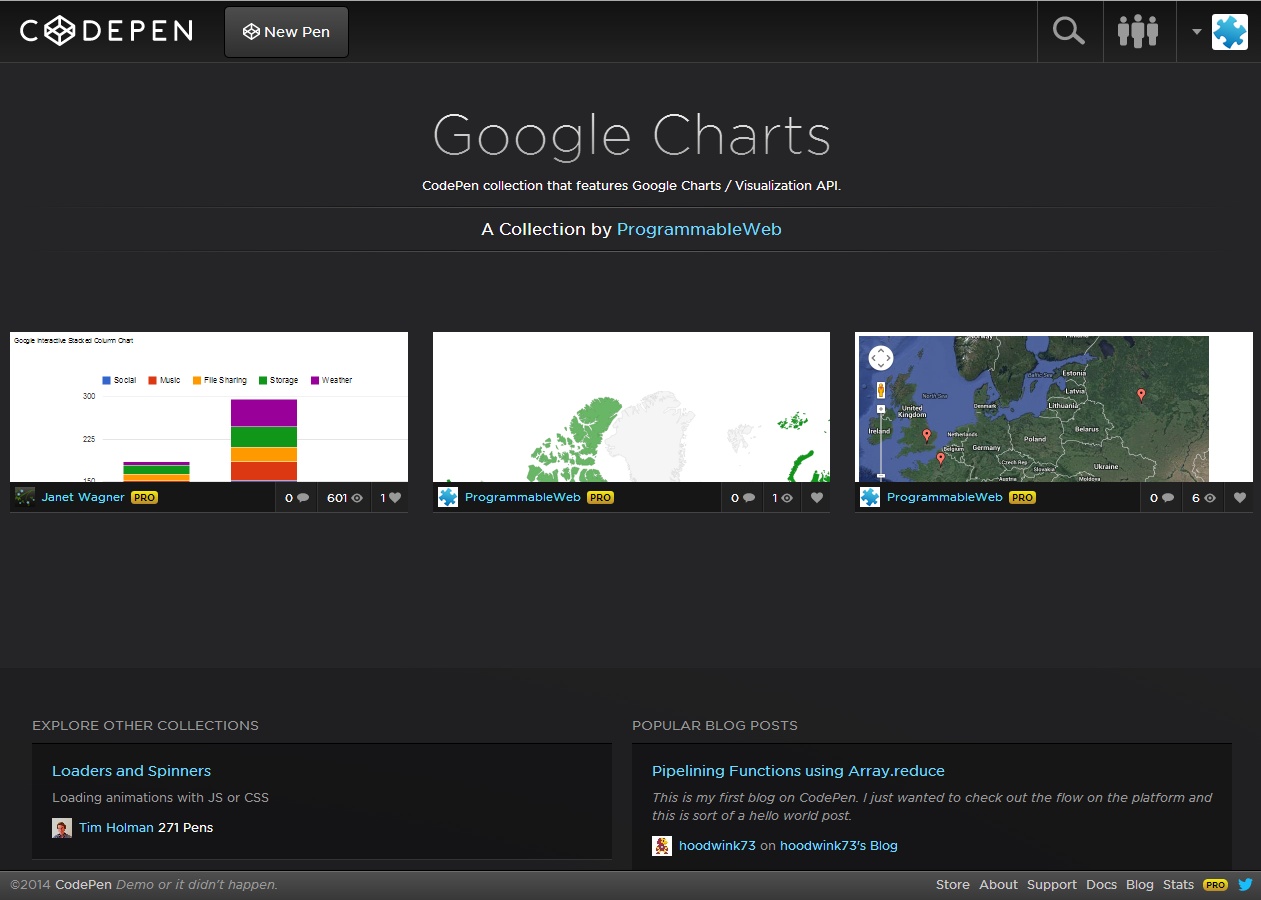 CODEPEN
New Pen
Google Charts
CodePen collection that features Google Charts / Visualization API.
A Collection by ProgrammableWeb
Google Interactive Stacked Column Chart
Social Music File Sharing Storage Weather
300
225
150
Janet Wagner PRO 0 601 1
ProgrammableWeb PRO 0 1
Norway
Estonia
Baltic Sea
Latvia
North Sea
Denmark
Lithuania
United
Kingdom
Ireland
Belarus
Netherlands
Poland
Belgium
Germany
Czech Rep
Ukraine
Slovakia
Austria
Moldova
ProgrammableWeb PRO 0 6
EXPLORE OTHER COLLECTIONS
Loaders and Spinners
Loading animations with JS or CSS
Tim Holman 271 Pens
POPULAR BLOG POSTS
Pipelining Functions using Array.reduce
This is my first blog on CodePen. I just wanted to check out the flow on the platform and
this is sort of a hello world post.
hoodwink73 on hoodwink73's Blog
©2014 CodePen Demo or it didn't happen.
Store About Support Docs Blog Stats PRO